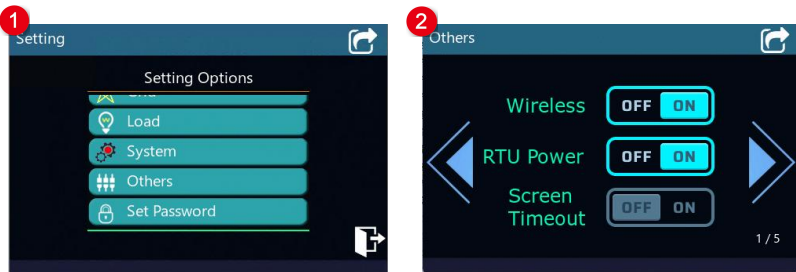 1
Setting
Setting Options
Grid
Load
System
Others
Set Password
2
Others
Wireless OFF ON
RTU Power OFF ON
Screen
Timeout OFF ON
1 / 5